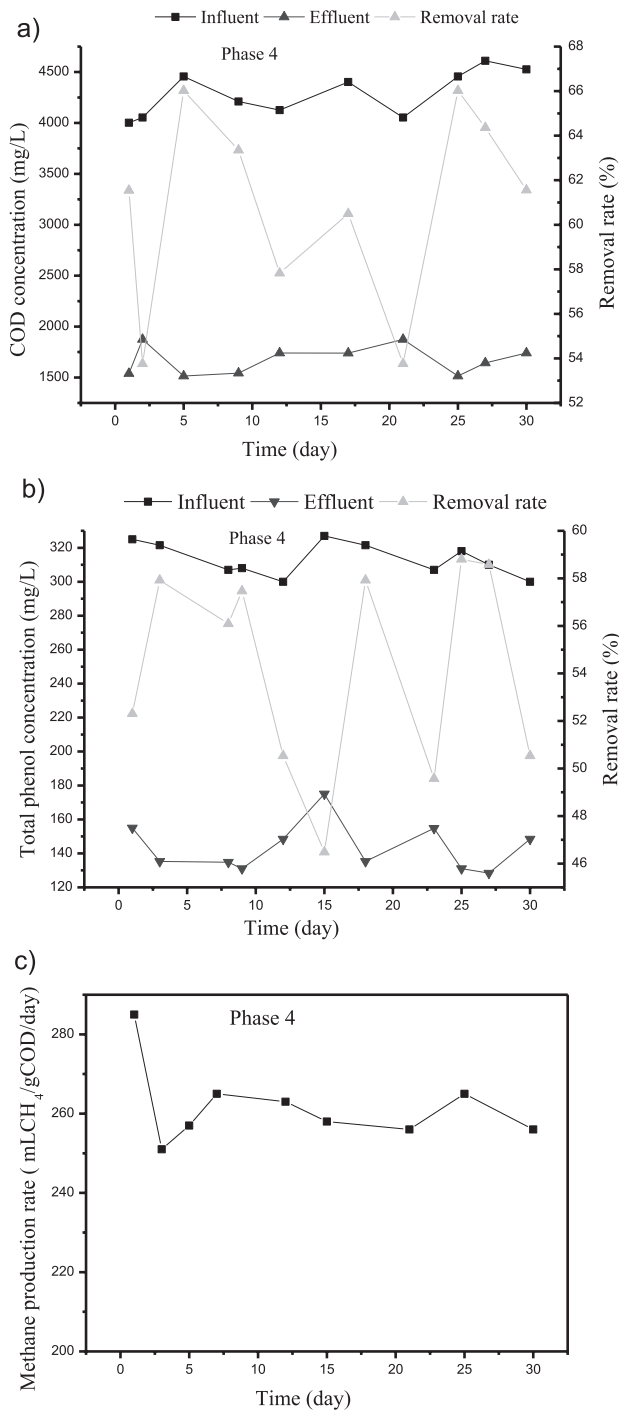 a)
Influent Effluent Removal rate
Phase 4
4500
4000
3500
3000
2500
2000
1500
COD concentration (mg/L)
68
66
64
62
60
58
56
54
52
Removal rate (%)
0 5 10 15 20 25 30
Time (day)
b)
Influent Effluent Removal rate
Phase 4
320
300
280
260
240
220
200
180
160
140
120
Total phenol concentration (mg/L)
60
58
56
54
52
50
48
46
Removal rate (%)
0 5 10 15 20 25 30
Time (day)
c)
Phase 4
280
260
240
220
200
Methane production rate ( mLCH4/gCOD/day)
0 5 10 15 20 25 30
Time (day)